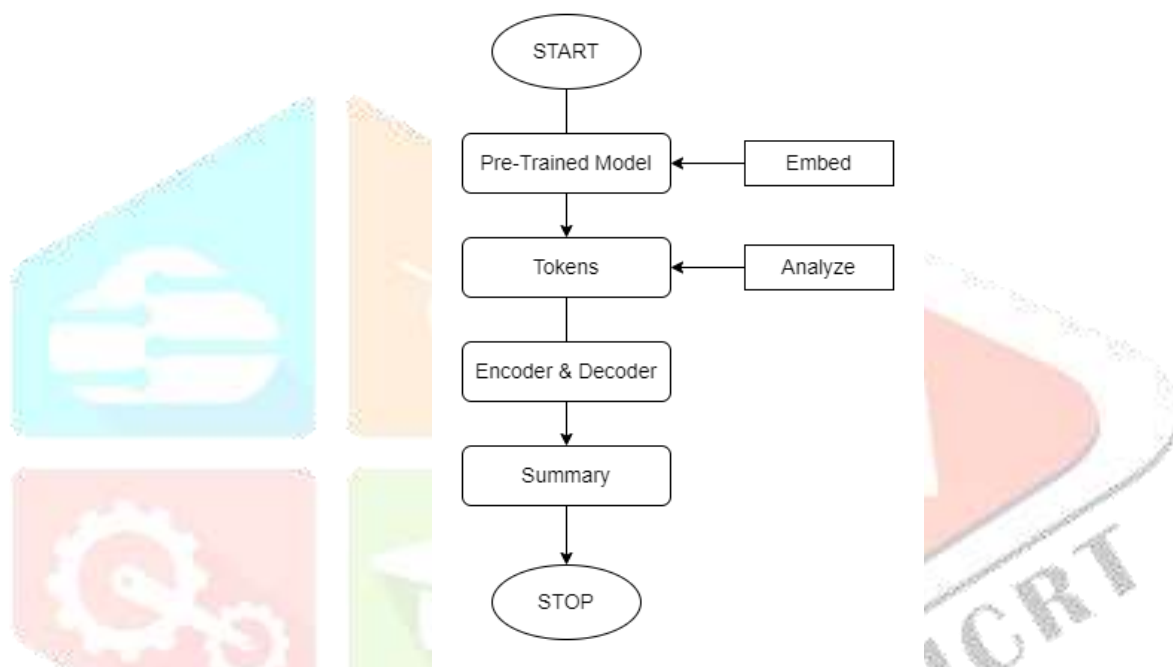 START
Pre-Trained Model
Embed
Tokens
Analyze
Encoder & Decoder
Summary
STOP